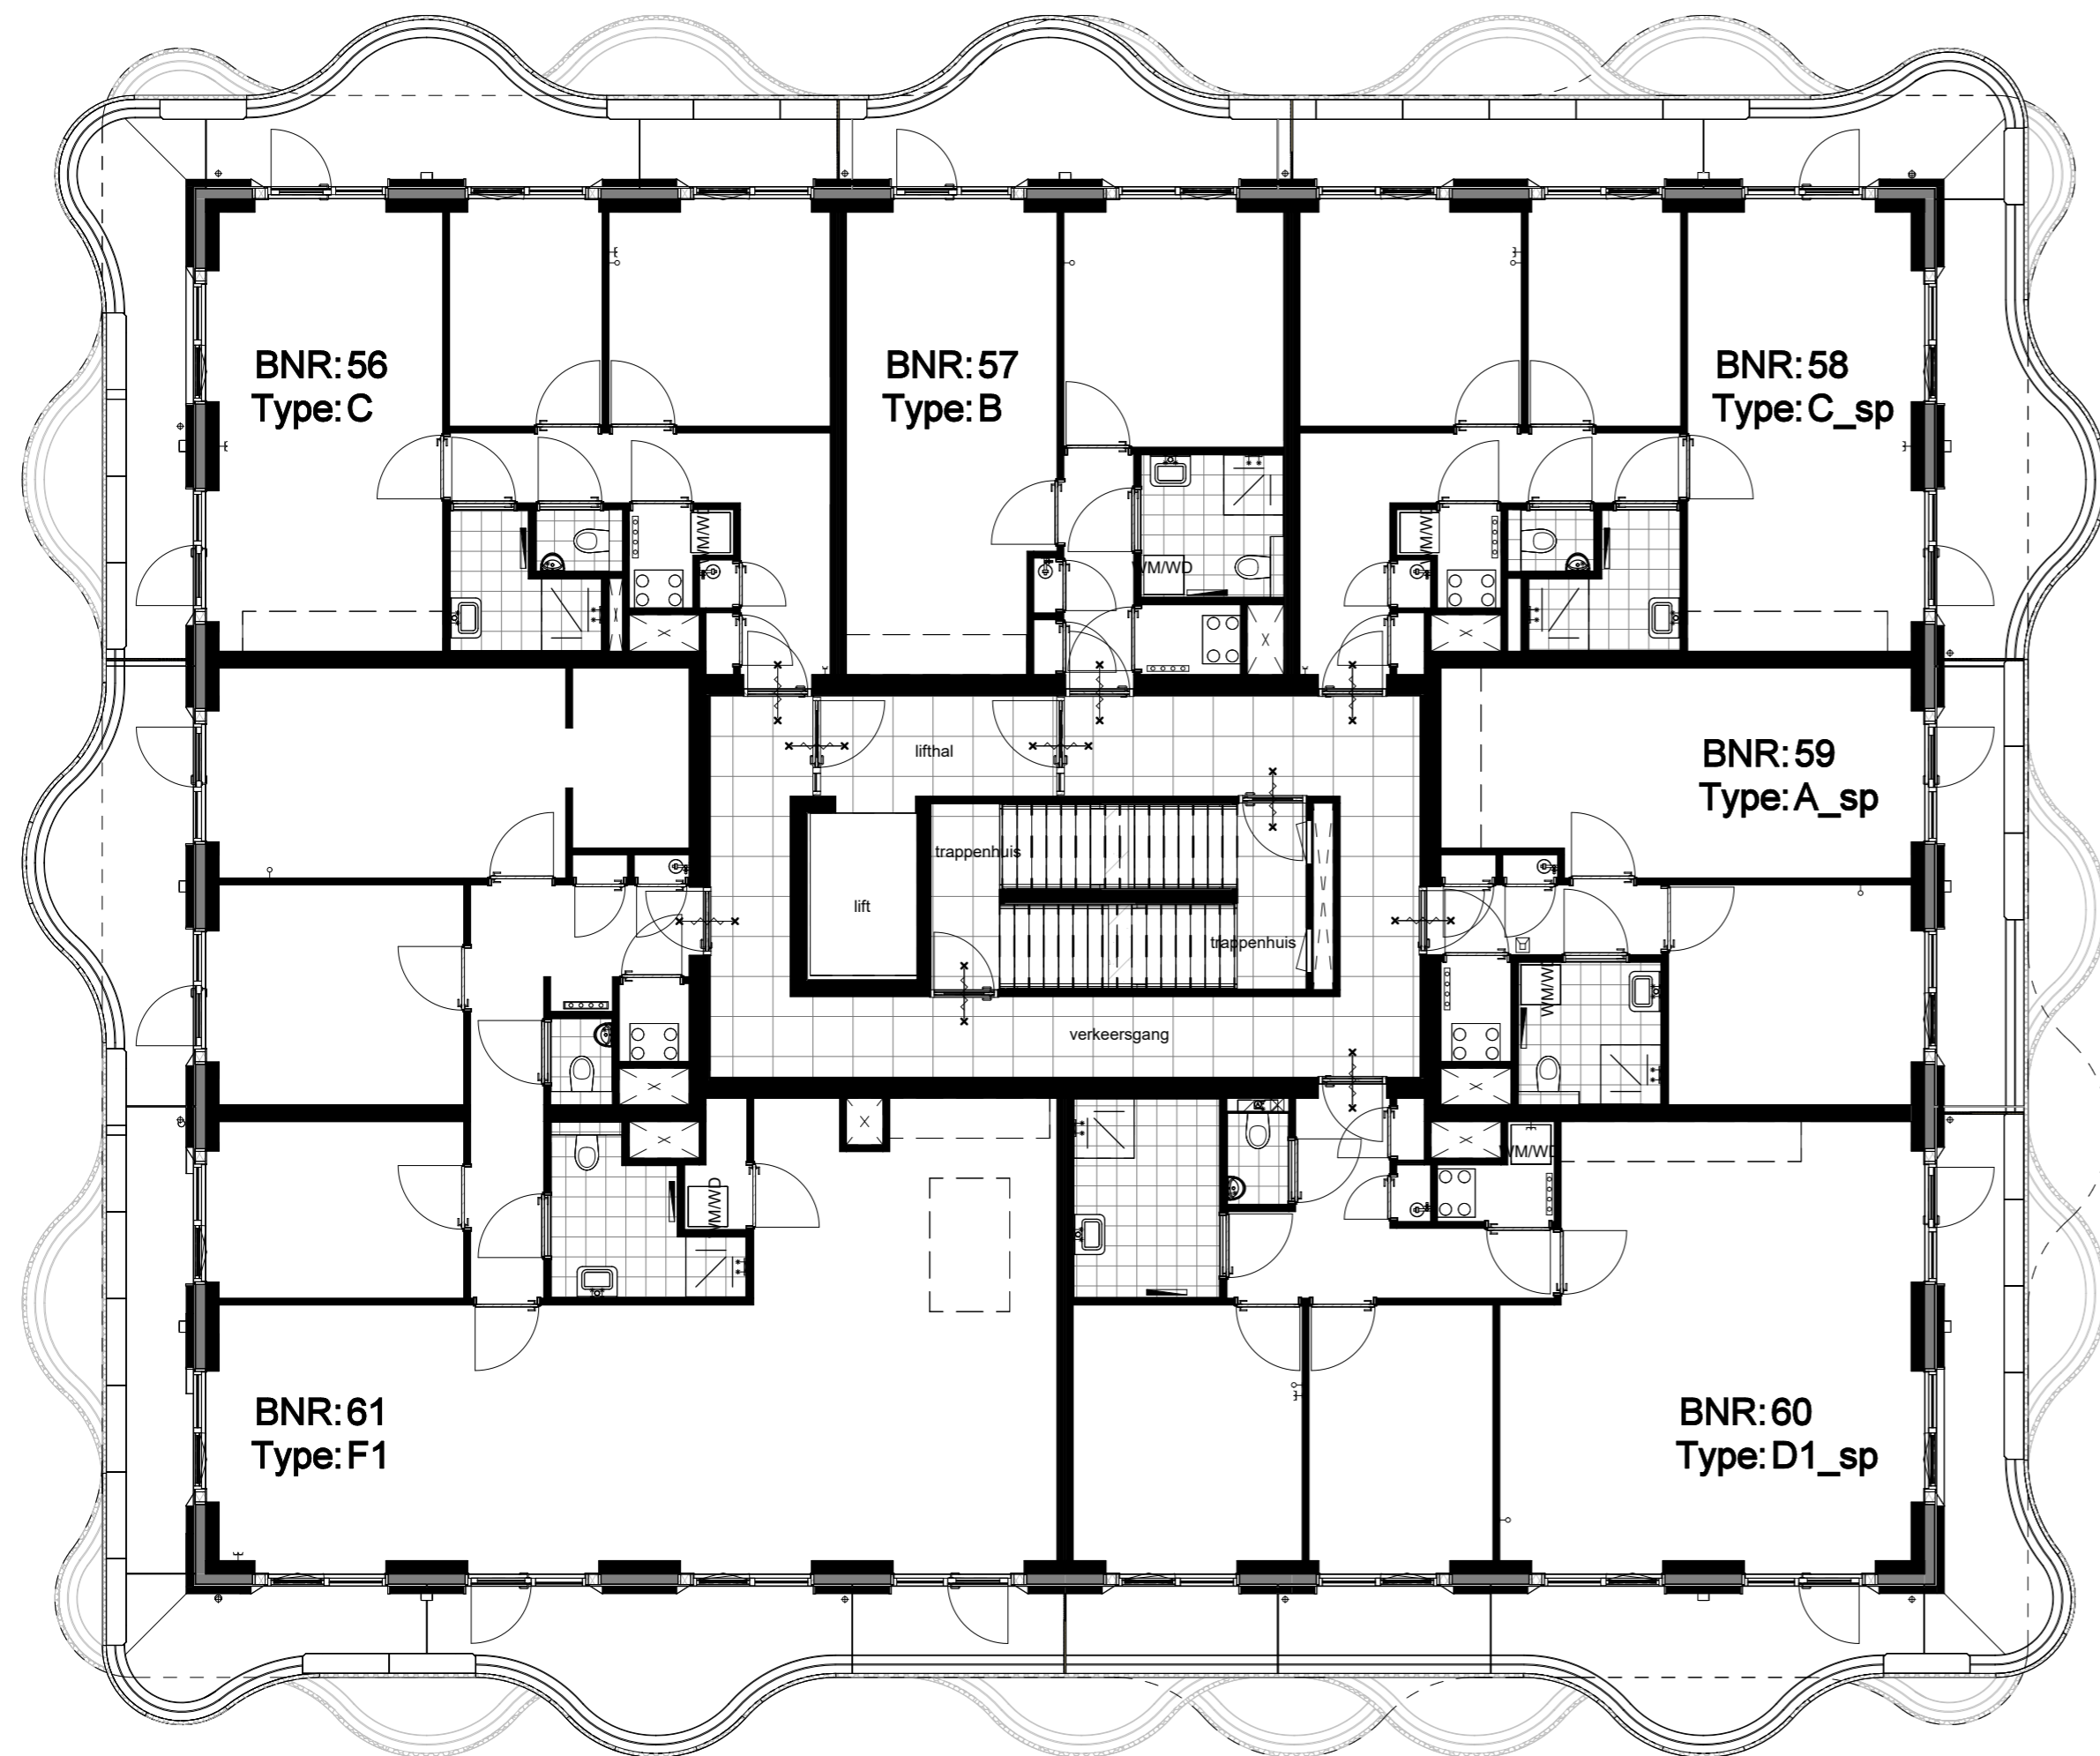 BNR: 56
Type: C
BNR: 57
Type: B
BNR: 58
Type: C_sp
WM/WD
WM/WD
WM/WD
lifthal
BNR: 59
Type: A_sp
trappenhuis
lift
trappenhuis
WM/WD
verkeersgang
WM/WD
WM/WD
BNR: 61
Type: F1
BNR: 60
Type: D1_sp